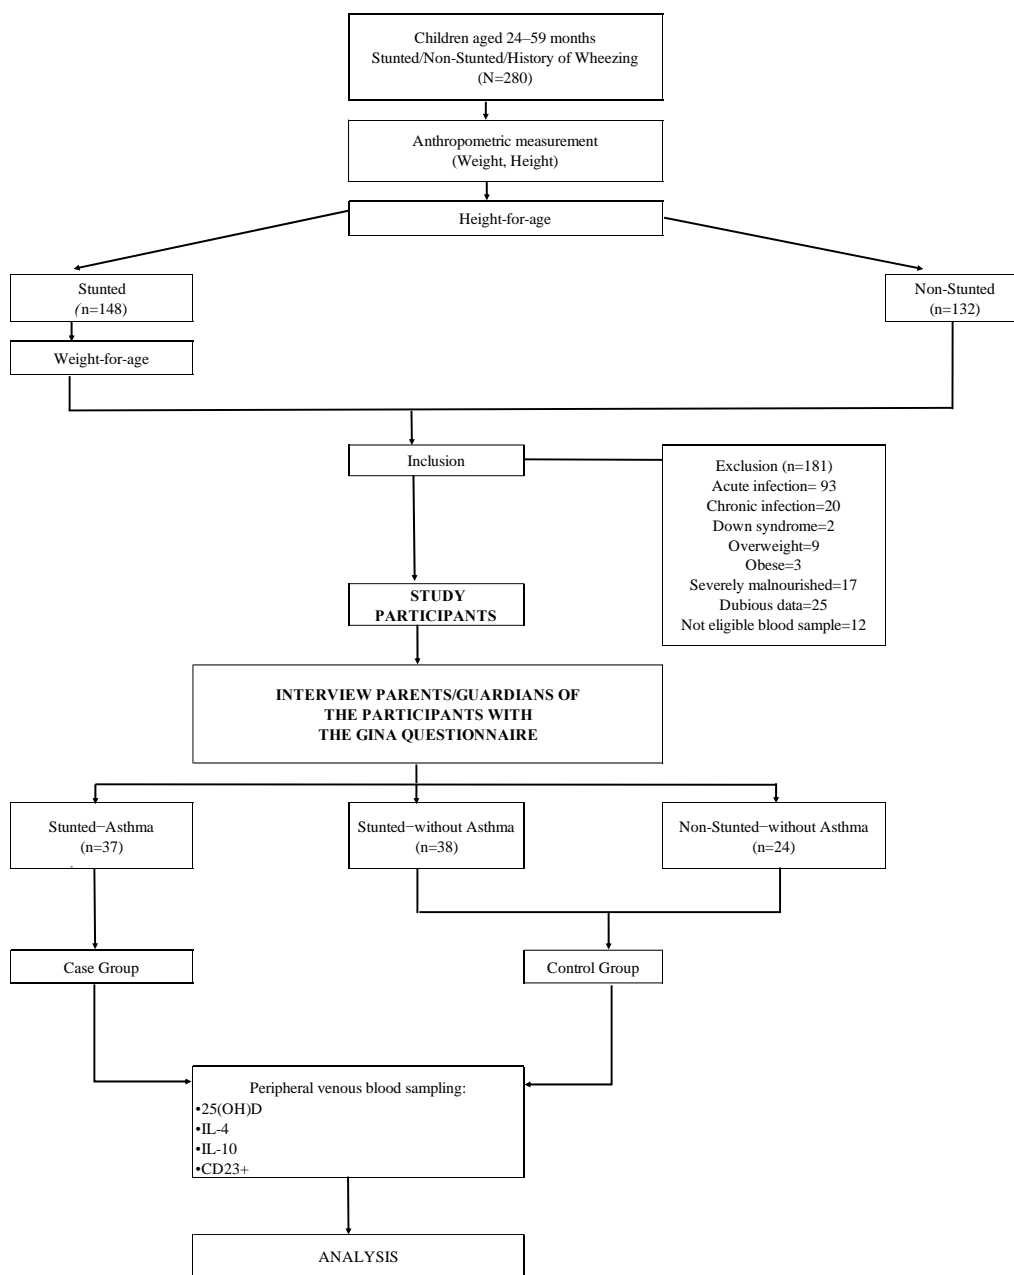 Children aged 24–59 months
Stunted/Non-Stunted/History of Wheezing
(N=280)
Anthropometric measurement
(Weight, Height)
Height-for-age
Stunted
(n=148)
Non-Stunted
(n=132)
Weight-for-age
Inclusion
Exclusion (n=181)
Acute infection= 93
Chronic infection=20
Down syndrome=2
Overweight=9
Obese=3
Severely malnourished=17
Dubious data=25
Not eligible blood sample=12
STUDY
PARTICIPANTS
INTERVIEW PARENTS/GUARDIANS OF
THE PARTICIPANTS WITH
THE GINA QUESTIONNAIRE
Stunted−Asthma
(n=37)
Stunted−without Asthma
(n=38)
Non-Stunted−without Asthma
(n=24)
Case Group
Control Group
Peripheral venous blood sampling:
•25(OH)D
•IL-4
•IL-10
•CD23+
ANALYSIS